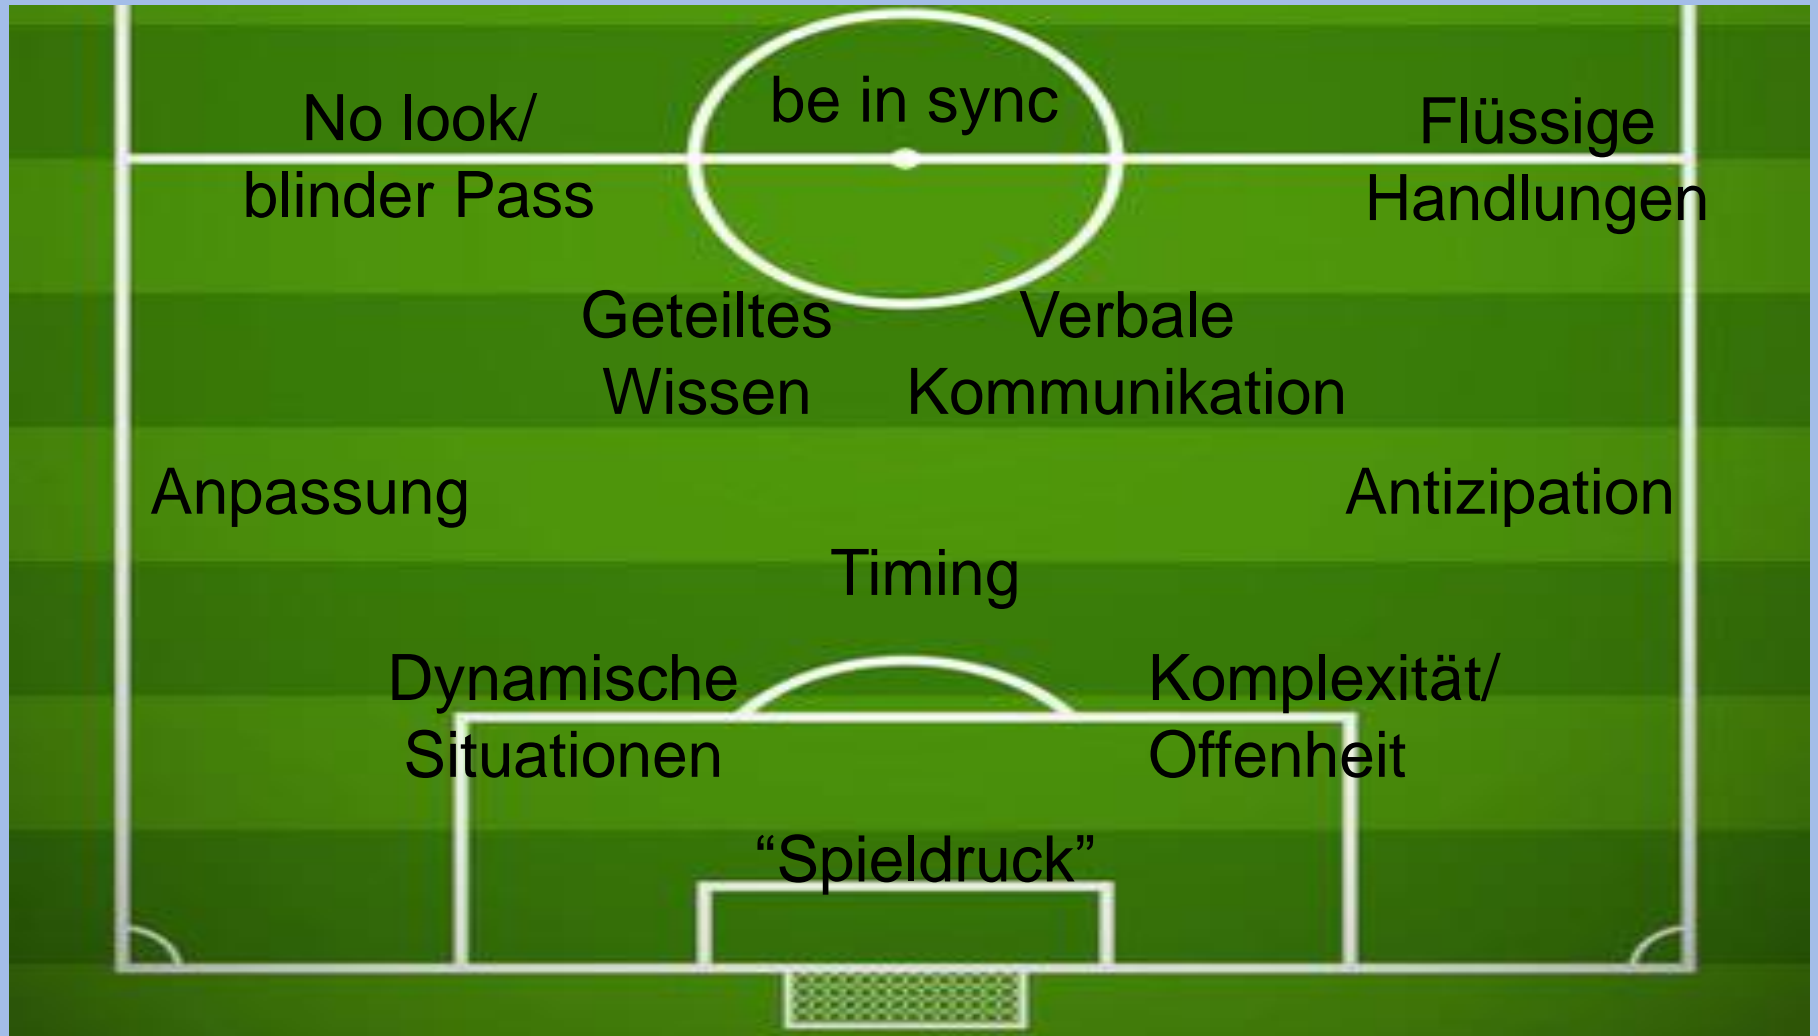 No look/
blinder Pass
be in sync
Flüssige
Handlungen
Geteiltes
Wissen
Verbale
Kommunikation
Anpassung
Antizipation
Timing
Dynamische
Situationen
Komplexität/
Offenheit
“Spieldruck”